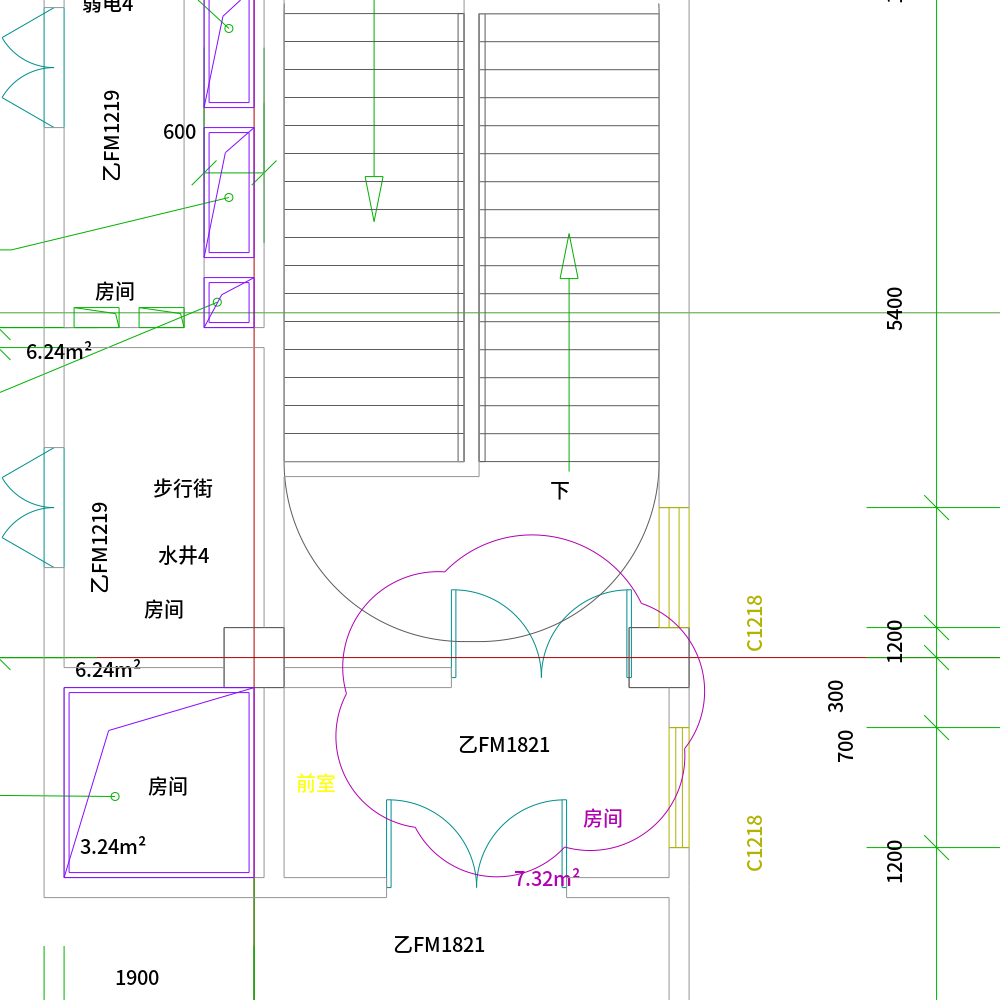 弱电4
乙FM1219
600
房间
5400
6.24m²
步行街
下
乙FM1219
水井4
房间
C1218
1200
6.24m²
300
乙FM1821
700
房间
前室
房间
3.24m²
C1218
1200
7.32m²
乙FM1821
1900